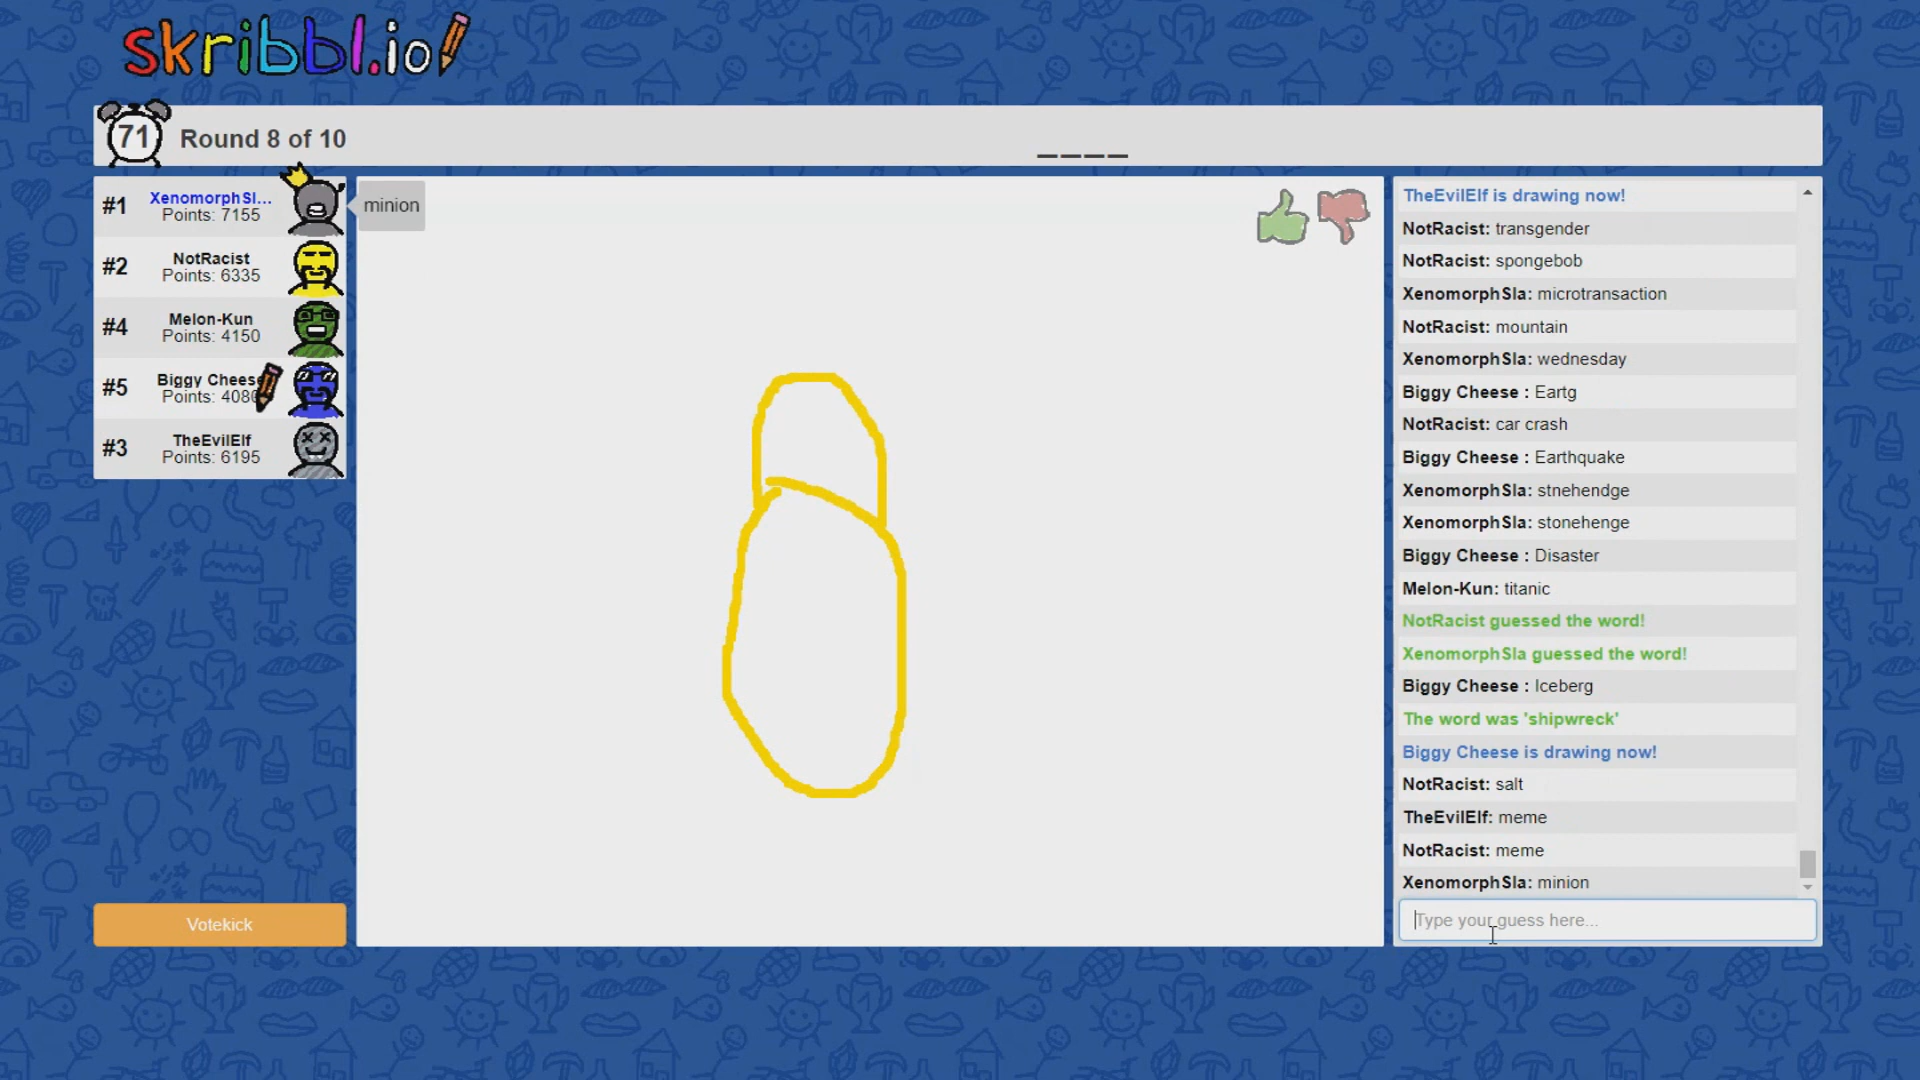 skribbl.io
71
Round 8 of 10
_ _ _ _
#1
XenomorphSl...
Points: 7155
minion
#2
NotRacist
Points: 6335
#4
Melon-Kun
Points: 4150
#5
Biggy Cheese
Points: 4080
#3
TheEvilElf
Points: 6195
Votekick
TheEvilElf is drawing now!
NotRacist: transgender
NotRacist: spongebob
XenomorphSla: microtransaction
NotRacist: mountain
XenomorphSla: wednesday
Biggy Cheese : Eartg
NotRacist: car crash
Biggy Cheese : Earthquake
XenomorphSla: stnehendge
XenomorphSla: stonehenge
Biggy Cheese : Disaster
Melon-Kun: titanic
NotRacist guessed the word!
XenomorphSla guessed the word!
Biggy Cheese : Iceberg
The word was 'shipwreck'
Biggy Cheese is drawing now!
NotRacist: salt
TheEvilElf: meme
NotRacist: meme
XenomorphSla: minion
Type your guess here...